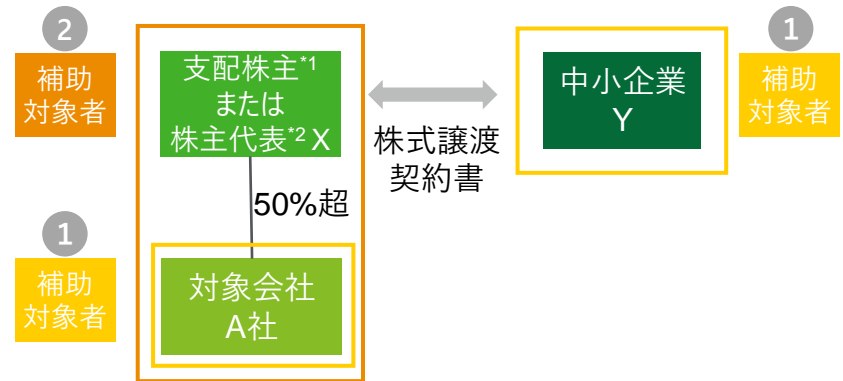 2
補助
対象者
支配株主*1
または
株主代表*2 X
株式譲渡
契約書
中小企業
Y
1
補助
対象者
50%超
1
補助
対象者
対象会社
A社